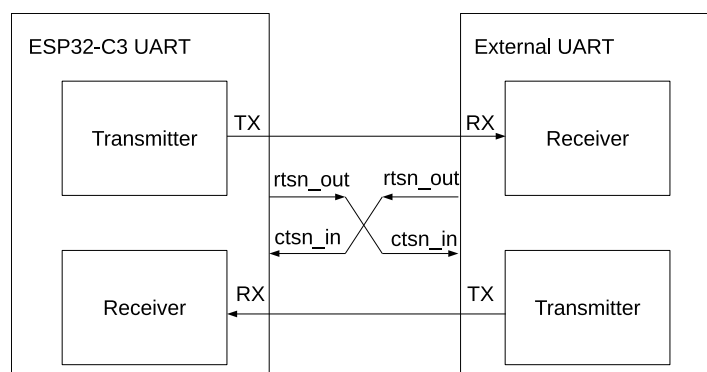 ESP32-C3 UART
External UART
Transmitter
TX
RX
Receiver
rtsn_out
rtsn_out
ctsn_in
ctsn_in
Receiver
RX
TX
Transmitter